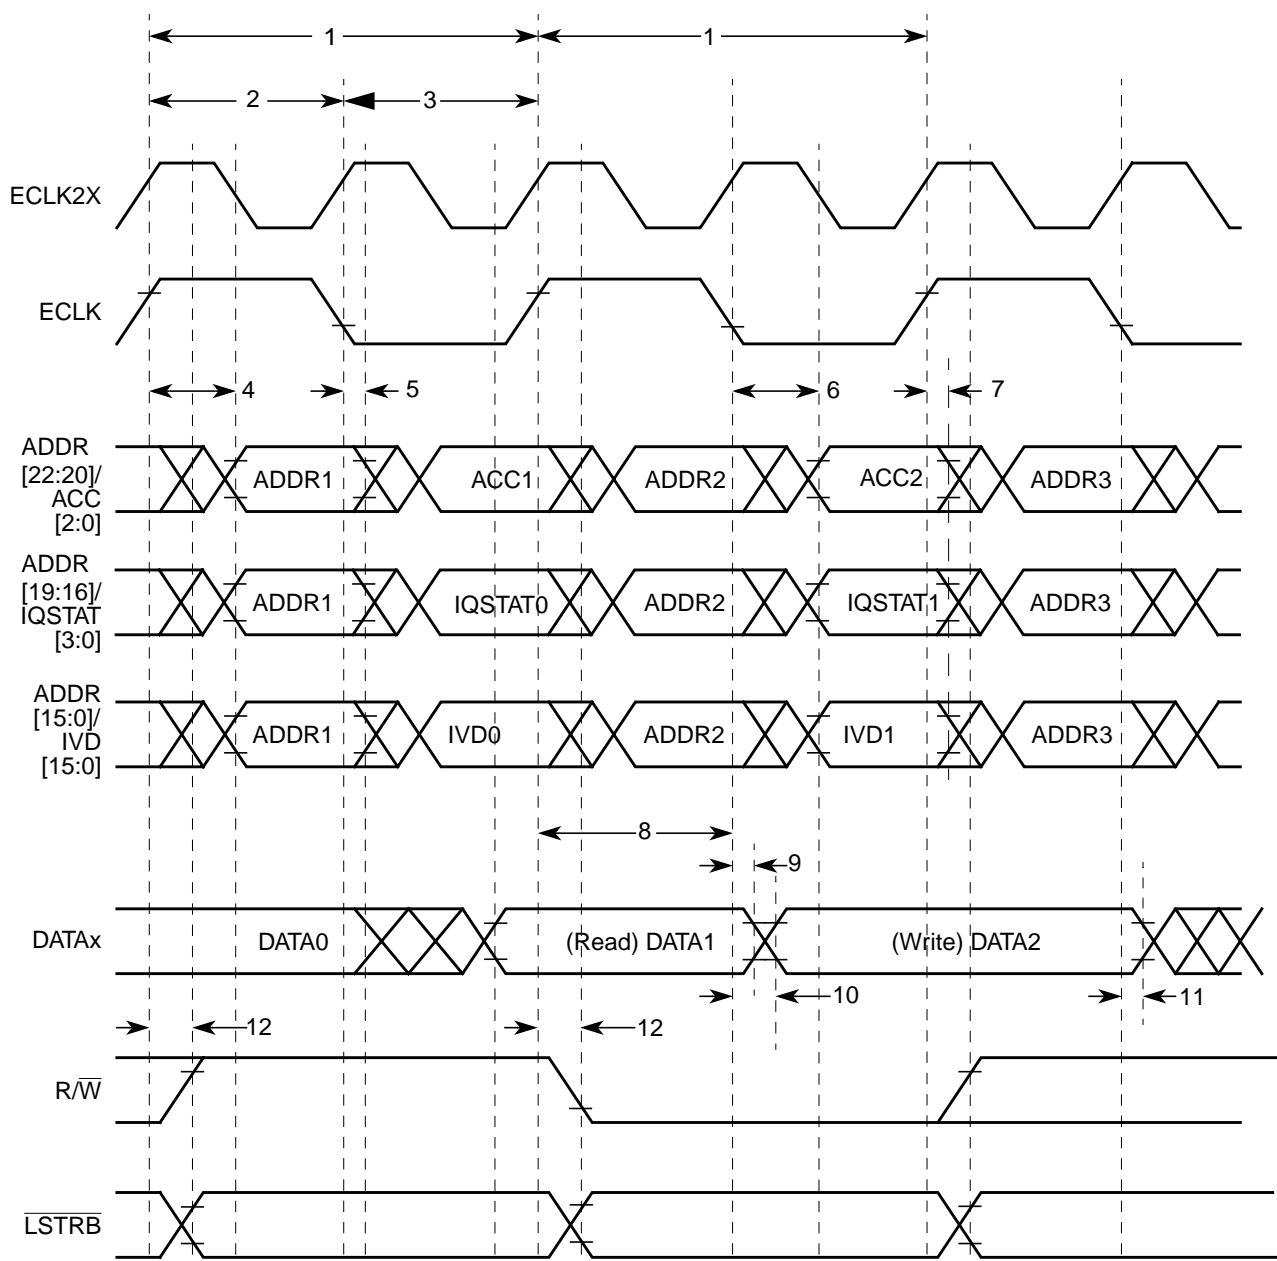 1 1
2 3
ECLK2X
ECLK
4 5 6 7
ADDR
[22:20]/
ACC
[2:0]
ADDR1 ACC1 ADDR2 ACC2 ADDR3
ADDR
[19:16]/
IQSTAT
[3:0]
ADDR1 IQSTAT0 ADDR2 IQSTAT1 ADDR3
ADDR
[15:0]/
IVD
[15:0]
ADDR1 IVD0 ADDR2 IVD1 ADDR3
8
9
DATAx DATA0 (Read) DATA1 (Write) DATA2
10 11
12 12
R/W
LSTRB